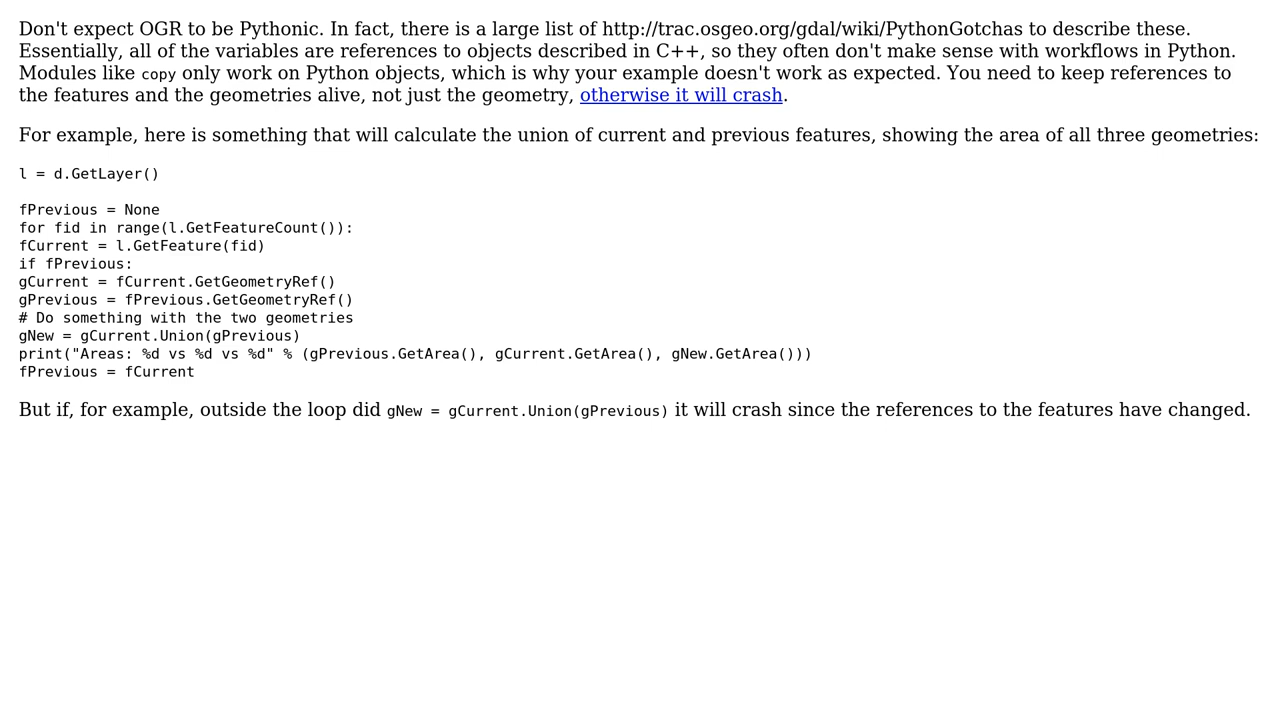 Don't expect OGR to be Pythonic. In fact, there is a large list of http://trac.osgeo.org/gdal/wiki/PythonGotchas to describe these.
Essentially, all of the variables are references to objects described in C++, so they often don't make sense with workflows in Python.
Modules like copy only work on Python objects, which is why your example doesn't work as expected. You need to keep references to
the features and the geometries alive, not just the geometry, otherwise it will crash.
For example, here is something that will calculate the union of current and previous features, showing the area of all three geometries:
l = d.GetLayer()
fPrevious = None
for fid in range(l.GetFeatureCount()):
fCurrent = l.GetFeature(fid)
if fPrevious:
gCurrent = fCurrent.GetGeometryRef()
gPrevious = fPrevious.GetGeometryRef()
# Do something with the two geometries
gNew = gCurrent.Union(gPrevious)
print("Areas: %d vs %d vs %d" % (gPrevious.GetArea(), gCurrent.GetArea(), gNew.GetArea()))
fPrevious = fCurrent
But if, for example, outside the loop did gNew = gCurrent.Union(gPrevious) it will crash since the references to the features have changed.